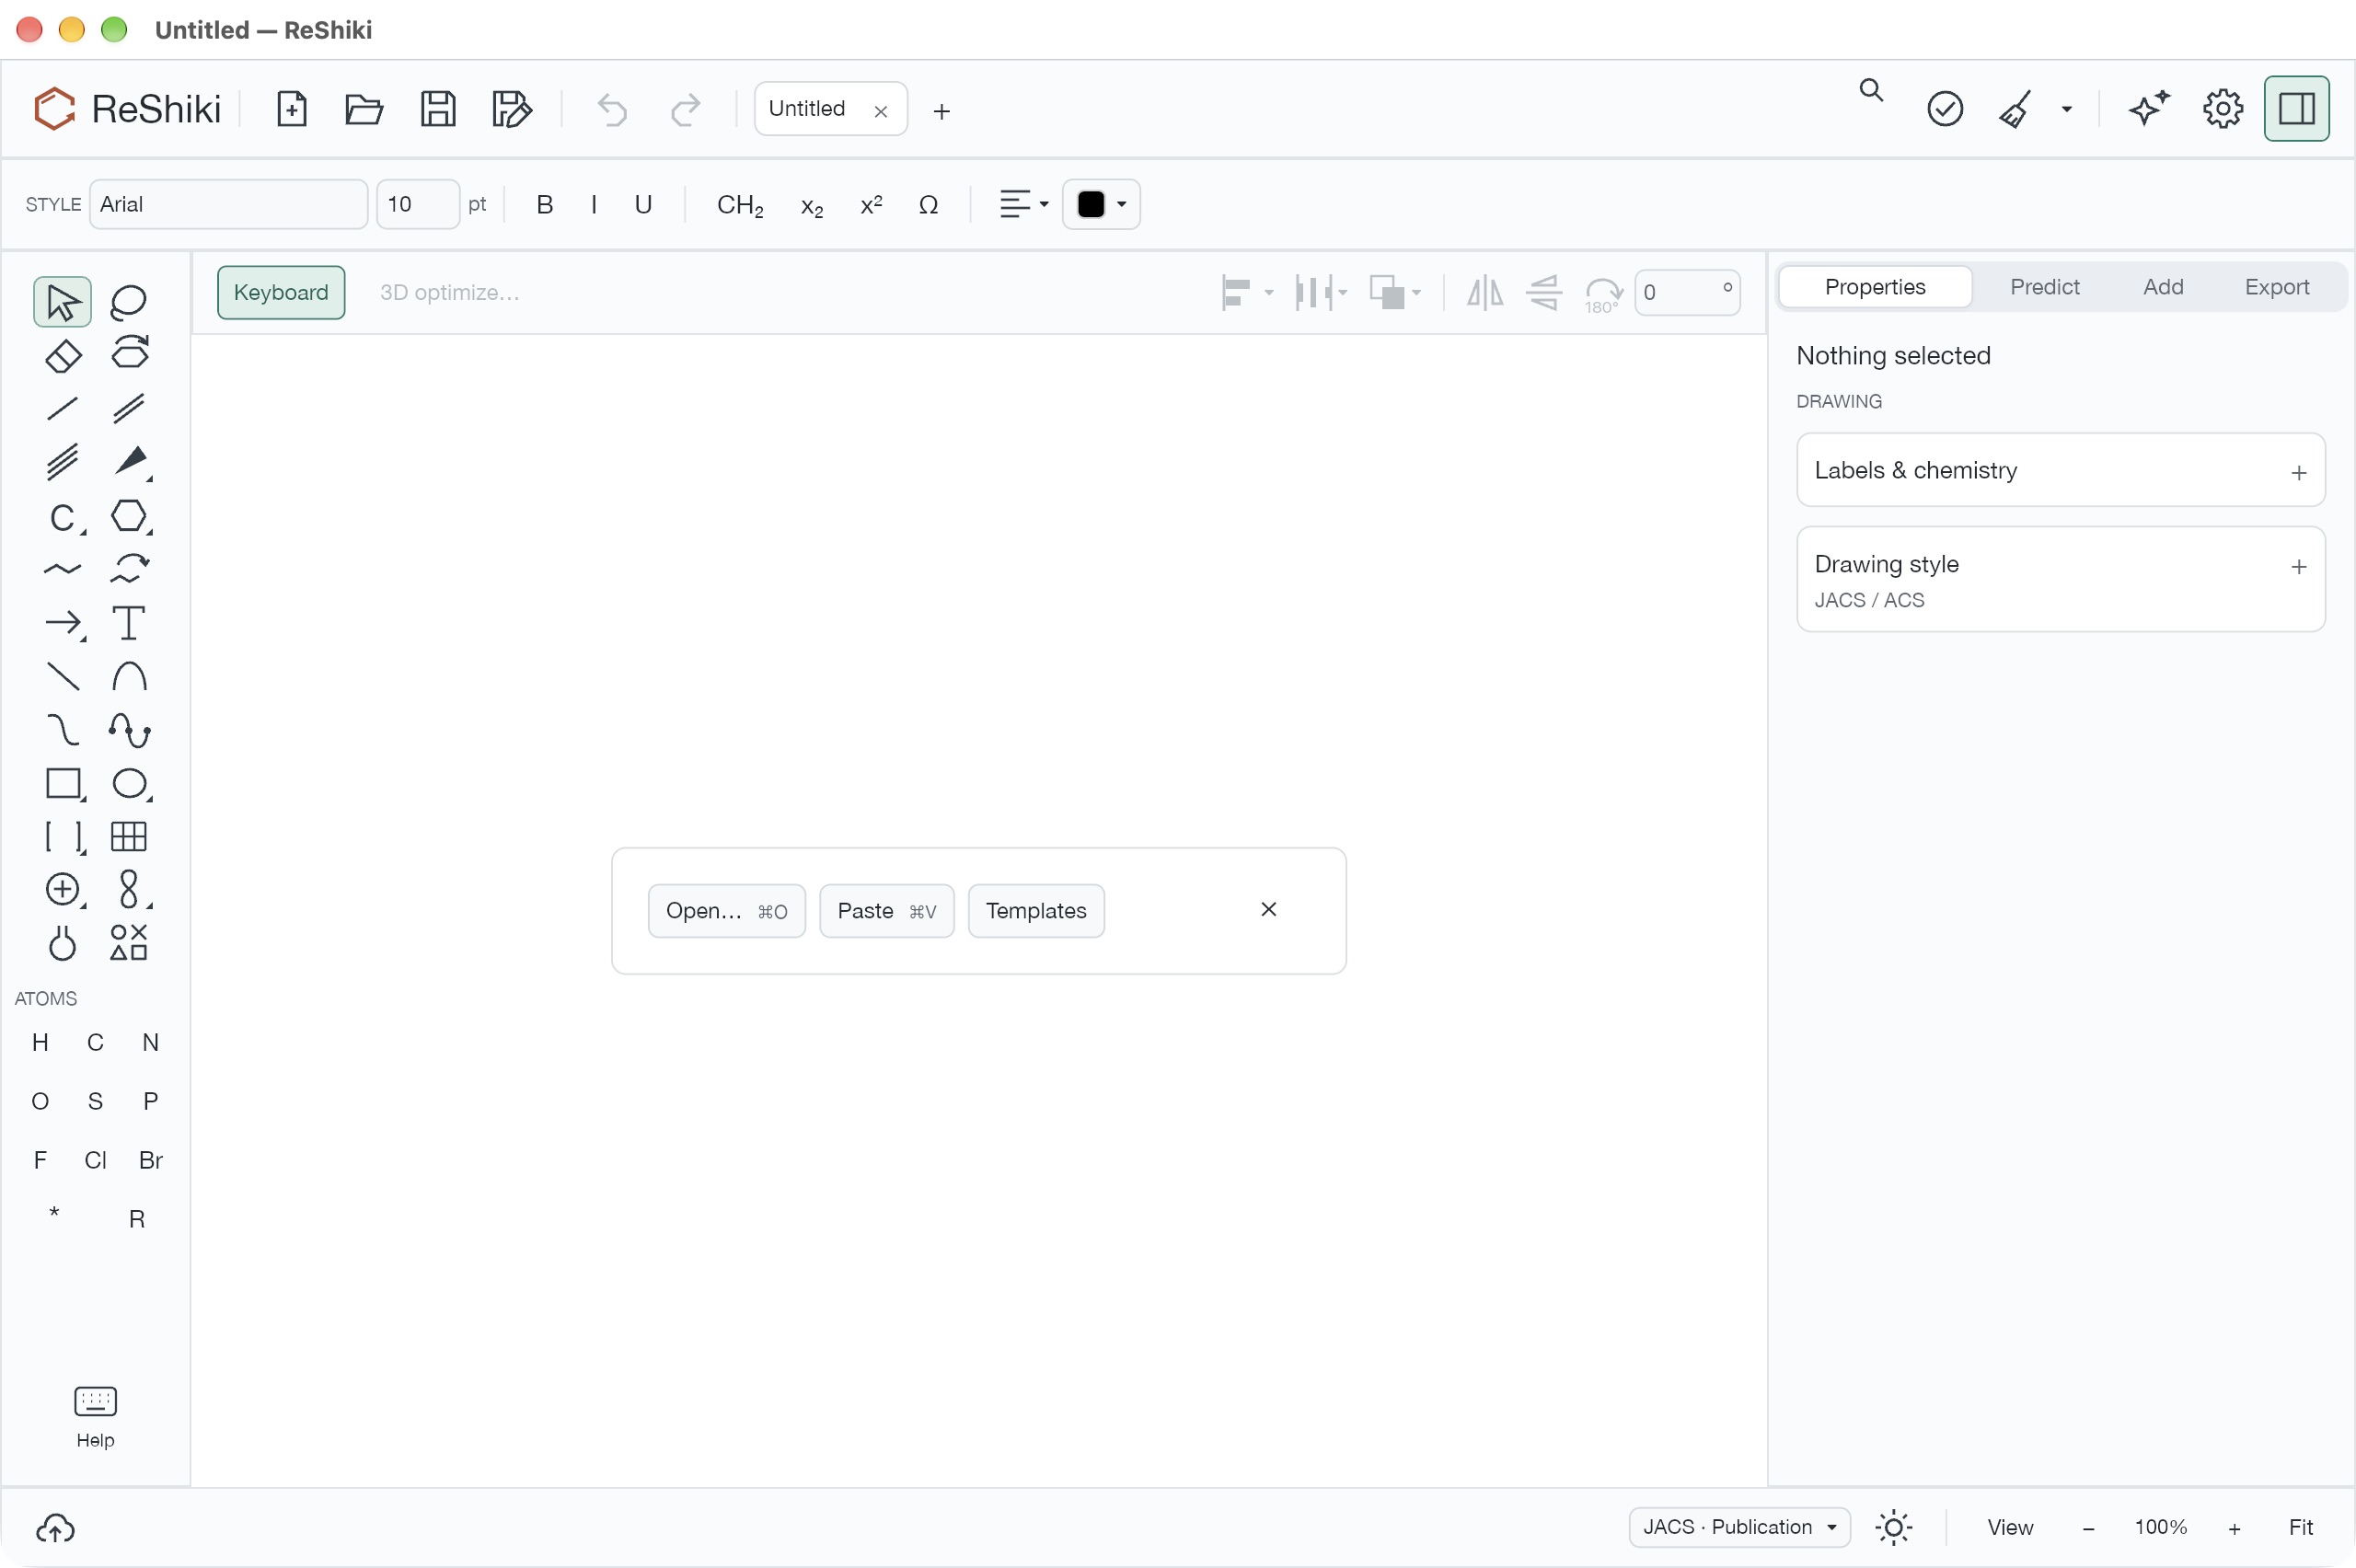 Untitled — ReShiki
ReShiki
Untitled
STYLE Arial 10 pt B I U CH₂ x₂ x² Ω
Keyboard 3D optimize... 180° 0 °
Properties Predict Add Export
Nothing selected
DRAWING
Labels & chemistry +
Drawing style +
JACS / ACS
C
T
Open... ⌘O Paste ⌘V Templates
ATOMS
H C N
O S P
F Cl Br
* R
Help
JACS · Publication View – 100% + Fit